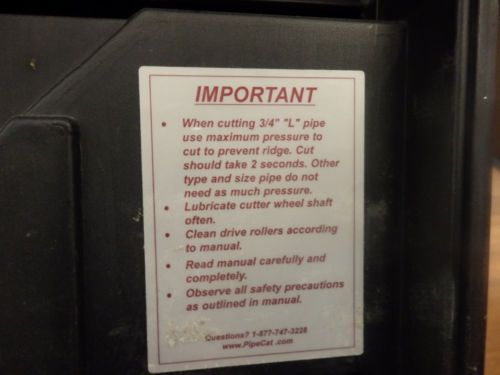 IMPORTANT
• When cutting 3/4" "L" pipe
use maximum pressure to
cut to prevent ridge. Cut
should take 2 seconds. Other
type and size pipe do not
need as much pressure.
• Lubricate cutter wheel shaft
often.
• Clean drive rollers according
to manual.
• Read manual carefully and
completely.
• Observe all safety precautions
as outlined in manual.
Questions? 1-877-747-3228
www.PipeCat .com